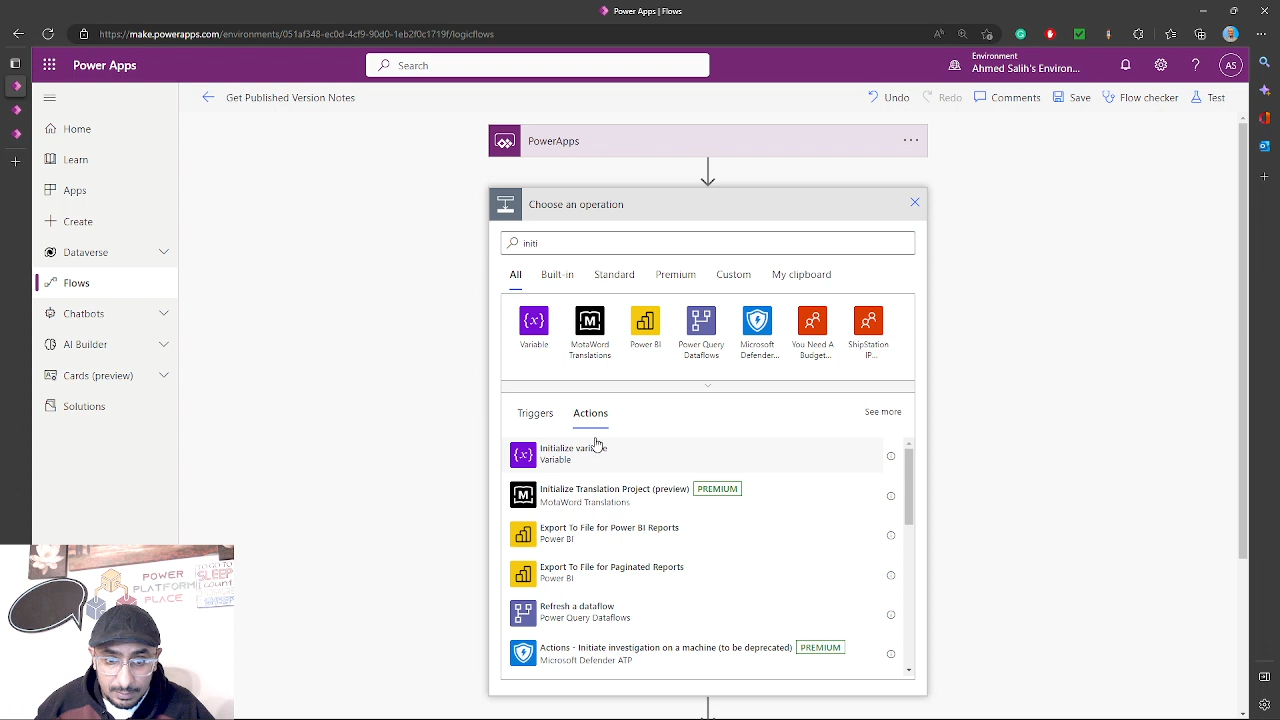 Power Apps | Flows
https://make.powerapps.com/environments/051af348-ec0d-4cf9-90d0-1eb2f0c1719f/logicflows
Power Apps
Search
Environment
Ahmed Salih's Environ...
AS
Get Published Version Notes
Undo
Redo
Comments
Save
Flow checker
Test
Home
Learn
Apps
Create
Dataverse
Flows
Chatbots
AI Builder
Cards (preview)
Solutions
PowerApps
Choose an operation
initi
All
Built-in
Standard
Premium
Custom
My clipboard
Variable
MotaWord Translations
Power BI
Power Query Dataflows
Microsoft Defender...
You Need A Budget...
ShipStation IP...
Triggers
Actions
See more
Initialize variable
Variable
Initialize Translation Project (preview) PREMIUM
MotaWord Translations
Export To File for Power BI Reports
Power BI
Export To File for Paginated Reports
Power BI
Refresh a dataflow
Power Query Dataflows
Actions - Initiate investigation on a machine (to be deprecated) PREMIUM
Microsoft Defender ATP
POWER
PLATFORM
PLACE
TO GO TO
SLEEP
I COUNT